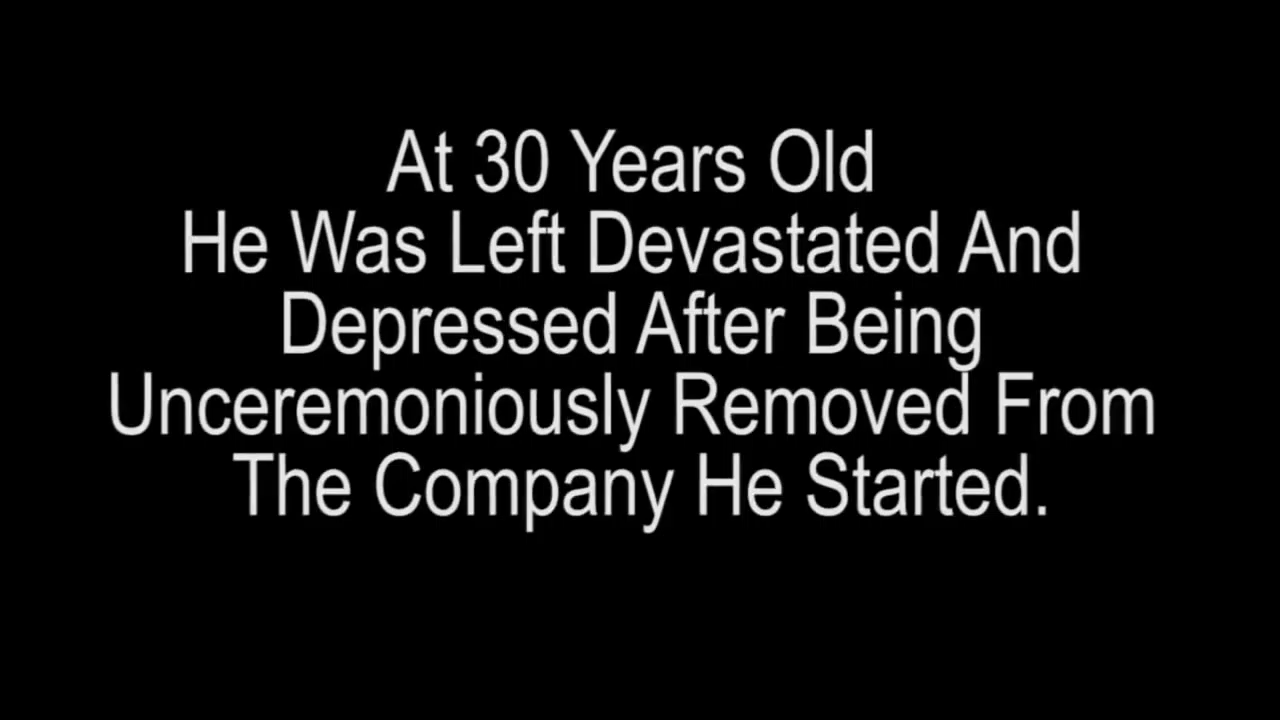 At 30 Years Old
He Was Left Devastated And
Depressed After Being
Unceremoniously Removed From
The Company He Started.